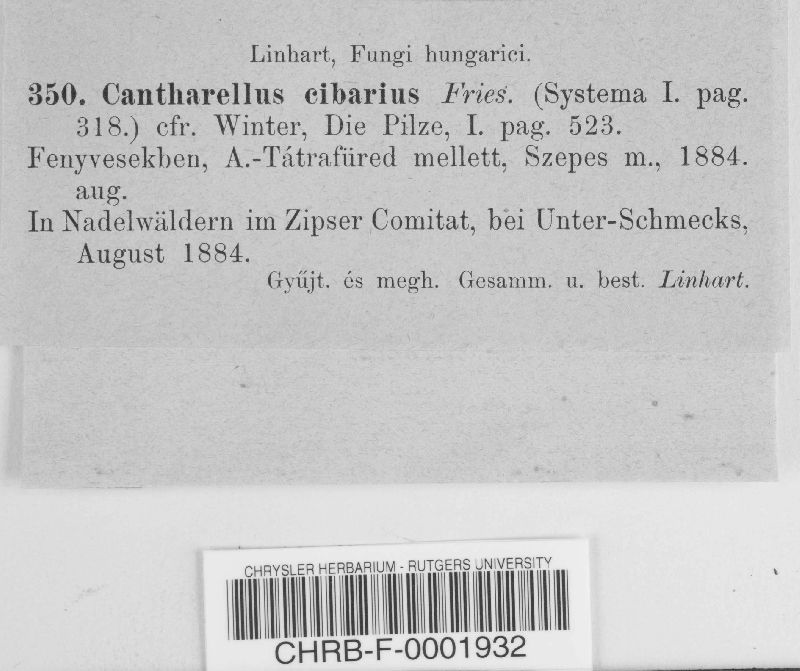 Linhart, Fungi hungarici.
350. Cantharellus cibarius Fries. (Systema I. pag.
318.) cfr. Winter, Die Pilze, I. pag. 523.
Fenyvesekben, A.-Tátrafüred mellett, Szepes m., 1884.
aug.
In Nadelwäldern im Zipser Comitat, bei Unter-Schmecks,
August 1884.
Gyűjt. és megh. Gesamm. u. best. Linhart.
CHRYSLER HERBARIUM - RUTGERS UNIVERSITY
CHRB-F-0001932